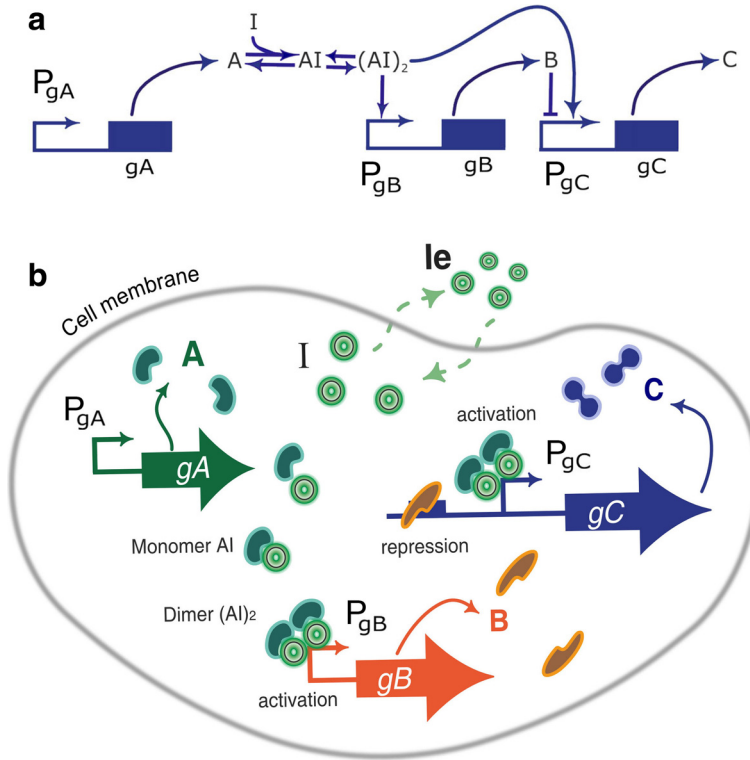 a
I
A AI (AI)₂ B C
PgA
gA
PgB
gB
PgC
gC
b
Cell membrane
Ie
I
A
PgA
gA
C
activation
PgC
gC
repression
Monomer AI
Dimer (AI)₂
PgB
B
gB
activation